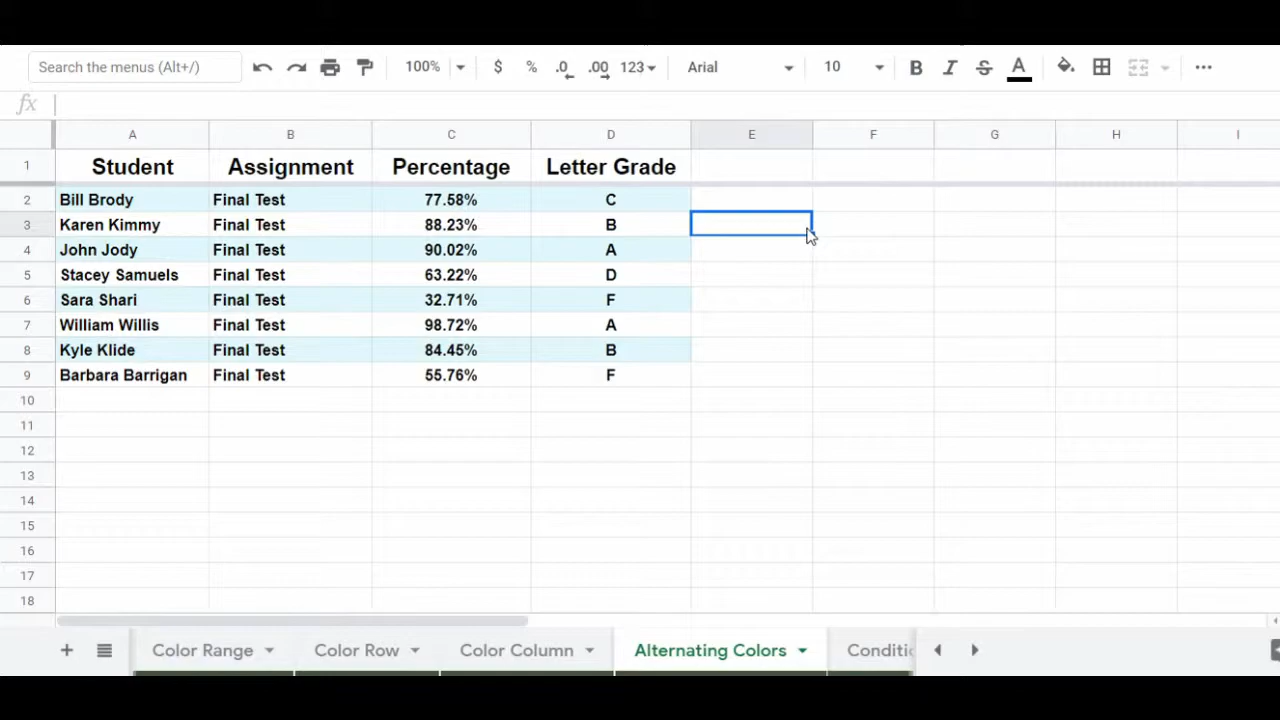 Search the menus (Alt+/) 100% $ % .0 .00 123 Arial 10 B I S A ...
fx
A B C D E F G H I
1 Student Assignment Percentage Letter Grade
2 Bill Brody Final Test 77.58% C
3 Karen Kimmy Final Test 88.23% B
4 John Jody Final Test 90.02% A
5 Stacey Samuels Final Test 63.22% D
6 Sara Shari Final Test 32.71% F
7 William Willis Final Test 98.72% A
8 Kyle Klide Final Test 84.45% B
9 Barbara Barrigan Final Test 55.76% F
10
11
12
13
14
15
16
17
18
+ Color Range Color Row Color Column Alternating Colors Conditic